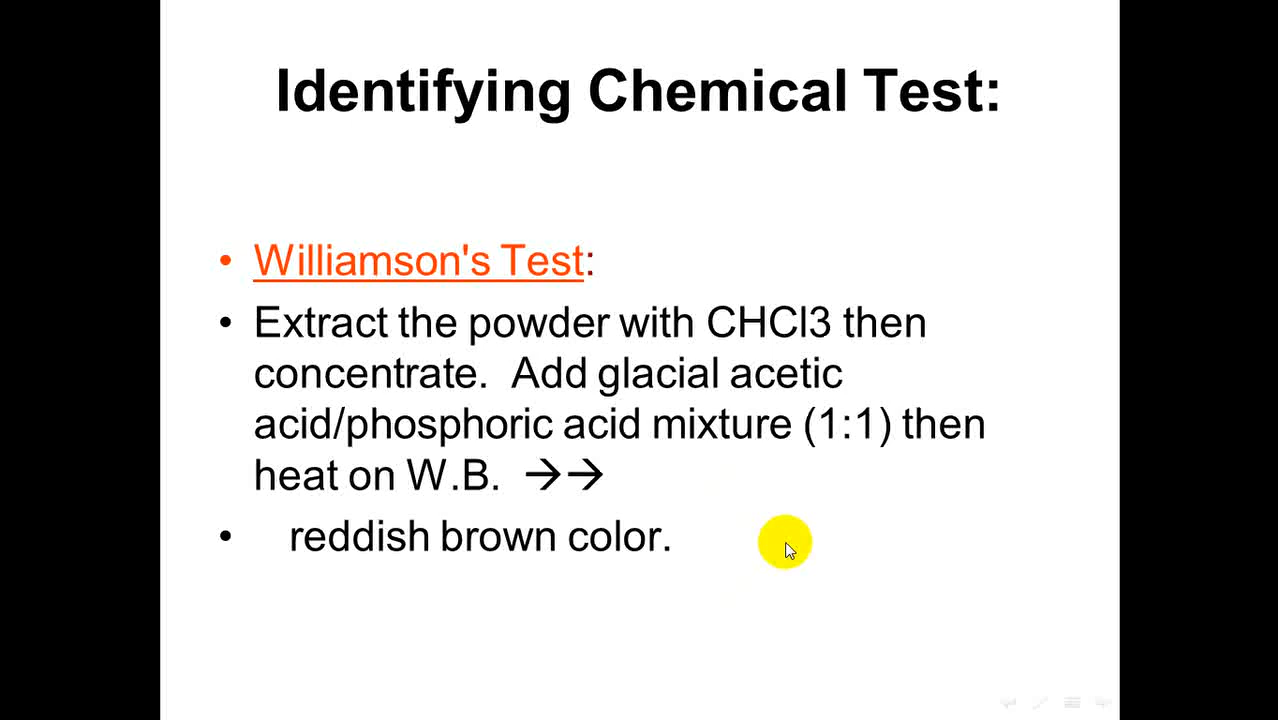 Identifying Chemical Test:
• Williamson's Test:
• Extract the powder with CHCl3 then
concentrate.  Add glacial acetic
acid/phosphoric acid mixture (1:1) then
heat on W.B.  →→
•    reddish brown color.